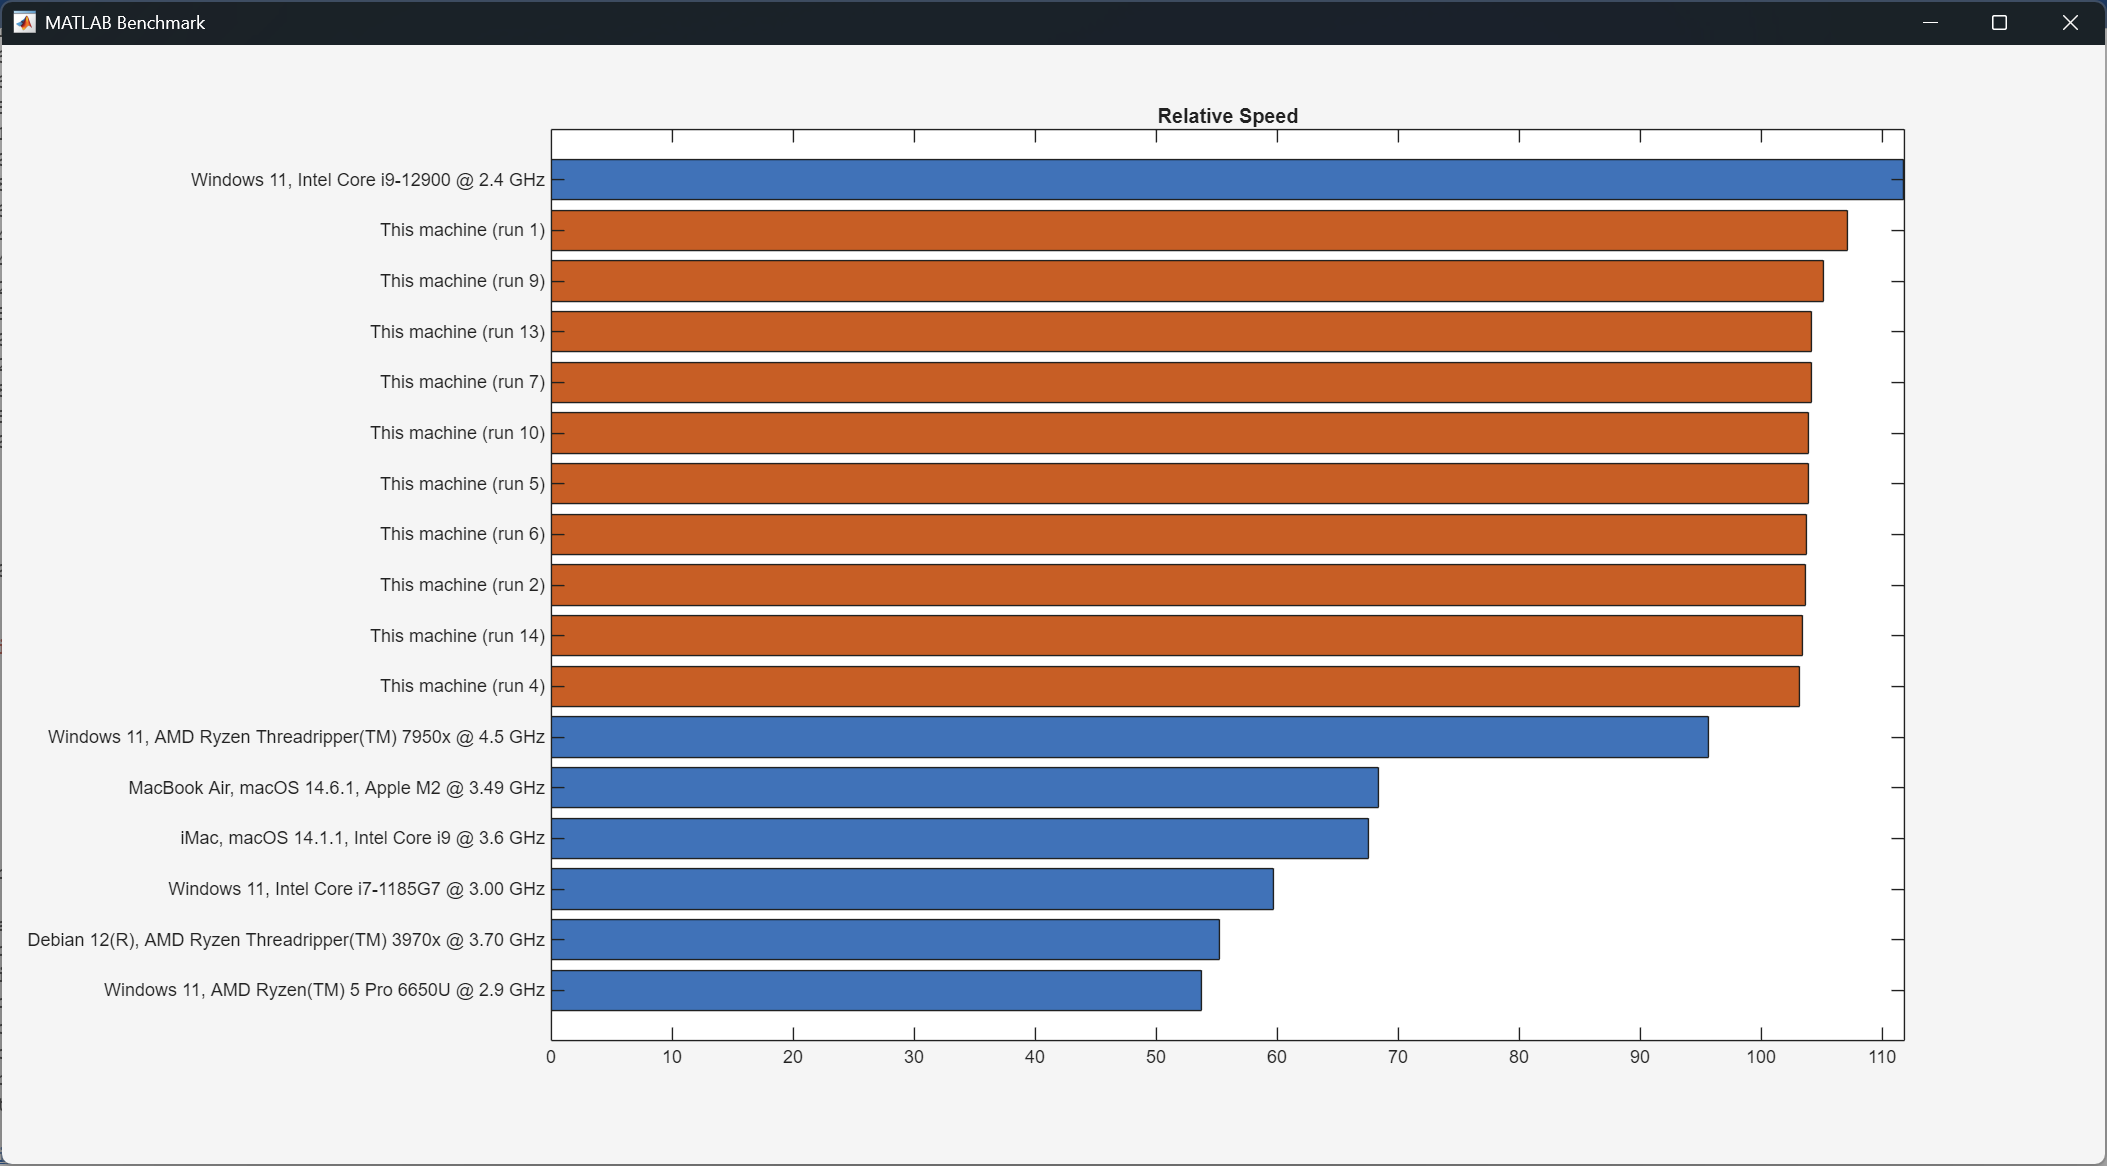 MATLAB Benchmark
Relative Speed
Windows 11, Intel Core i9-12900 @ 2.4 GHz
This machine (run 1)
This machine (run 9)
This machine (run 13)
This machine (run 7)
This machine (run 10)
This machine (run 5)
This machine (run 6)
This machine (run 2)
This machine (run 14)
This machine (run 4)
Windows 11, AMD Ryzen Threadripper(TM) 7950x @ 4.5 GHz
MacBook Air, macOS 14.6.1, Apple M2 @ 3.49 GHz
iMac, macOS 14.1.1, Intel Core i9 @ 3.6 GHz
Windows 11, Intel Core i7-1185G7 @ 3.00 GHz
Debian 12(R), AMD Ryzen Threadripper(TM) 3970x @ 3.70 GHz
Windows 11, AMD Ryzen(TM) 5 Pro 6650U @ 2.9 GHz
0 10 20 30 40 50 60 70 80 90 100 110